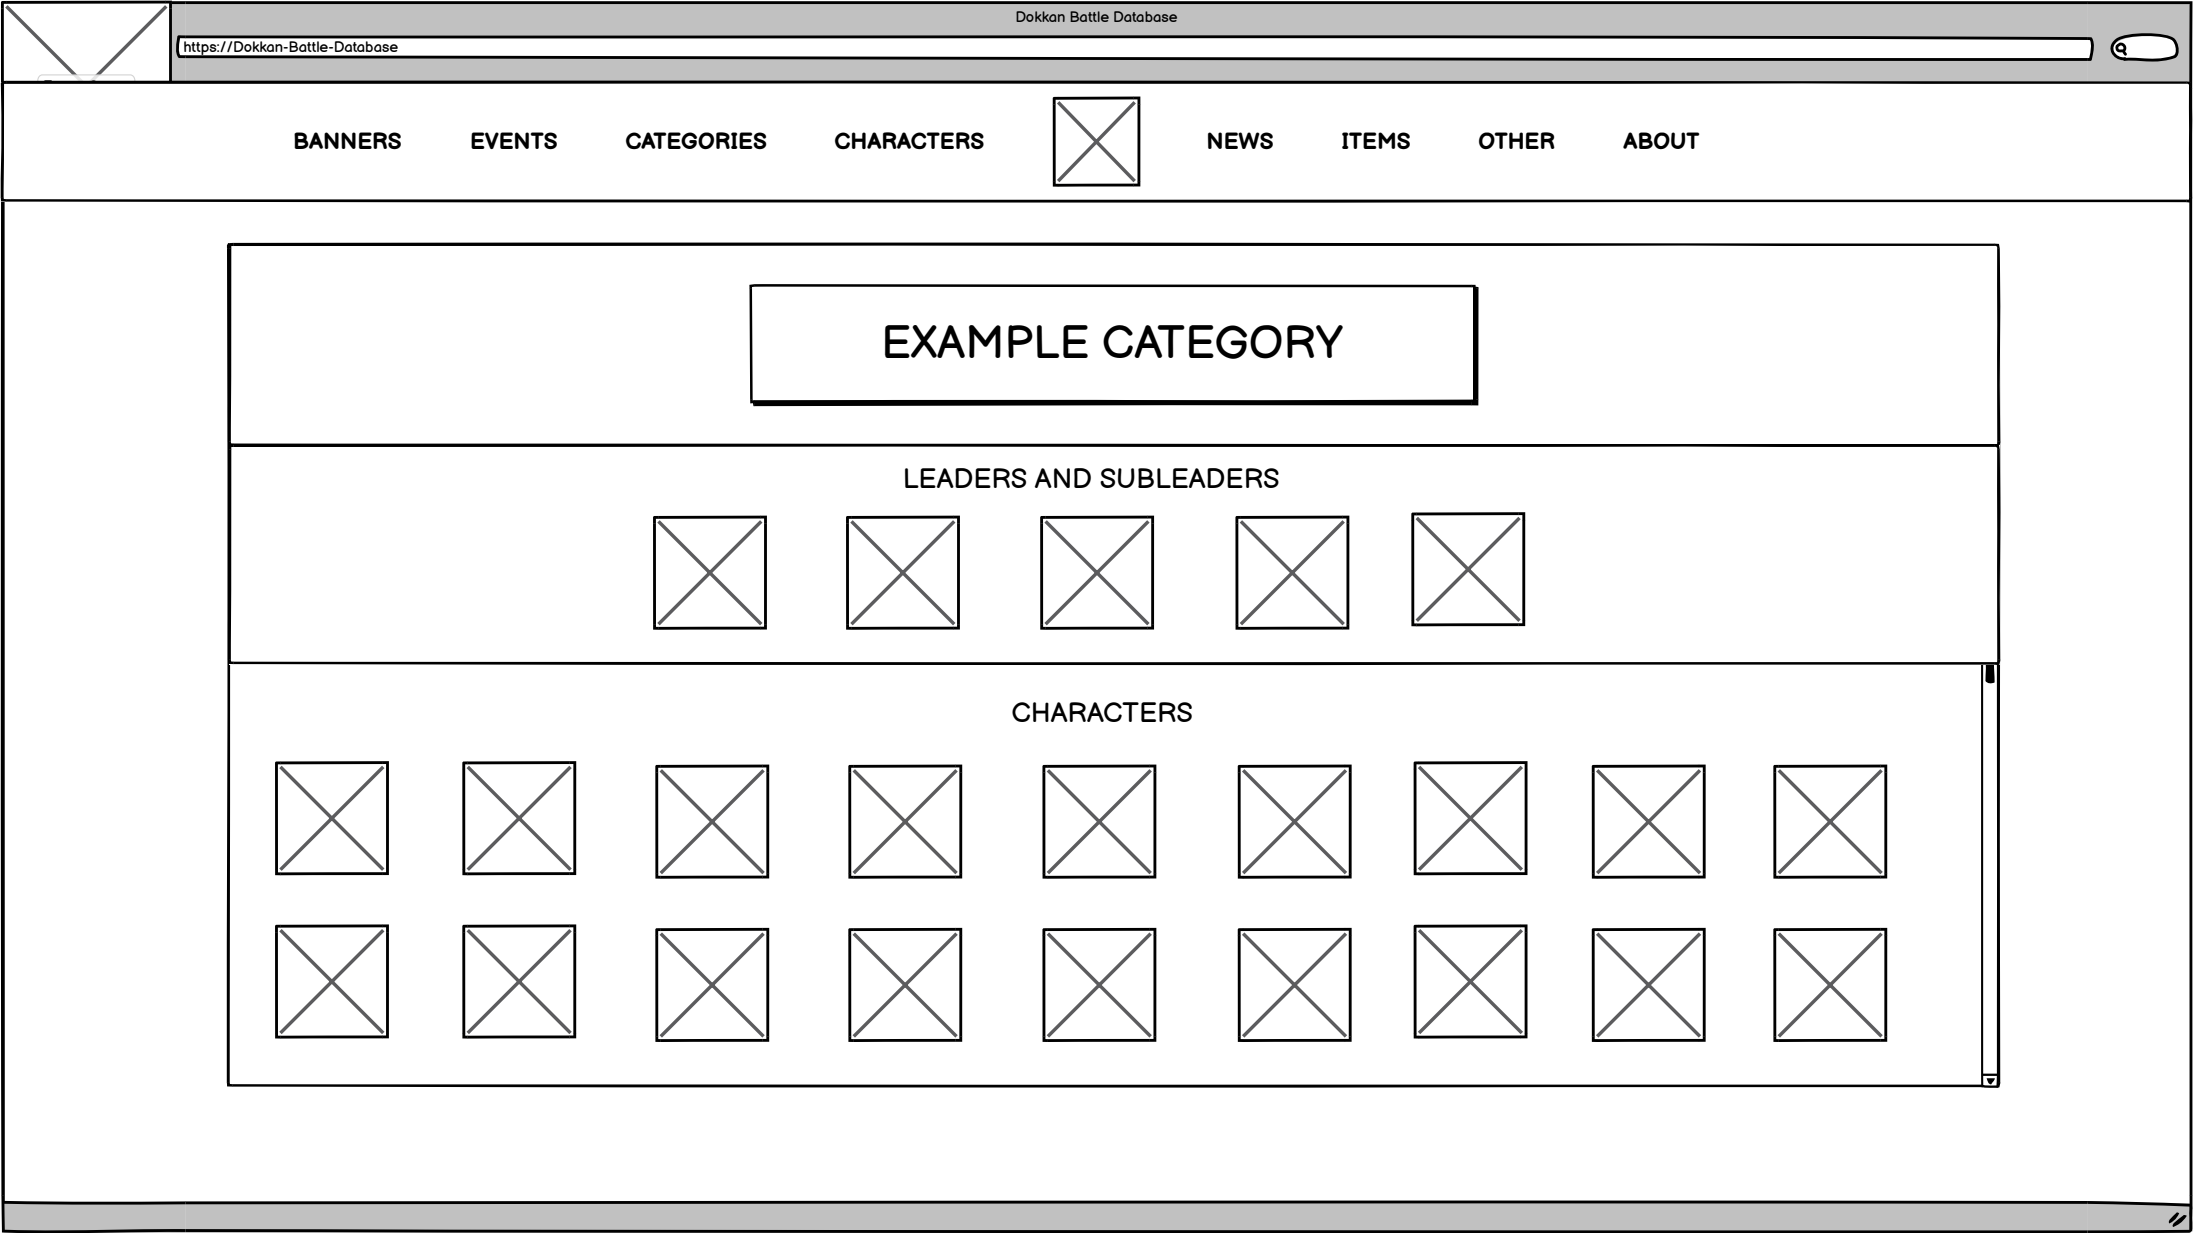 Dokkan Battle Database
https://Dokkan-Battle-Database
BANNERS EVENTS CATEGORIES CHARACTERS NEWS ITEMS OTHER ABOUT
EXAMPLE CATEGORY
LEADERS AND SUBLEADERS
CHARACTERS